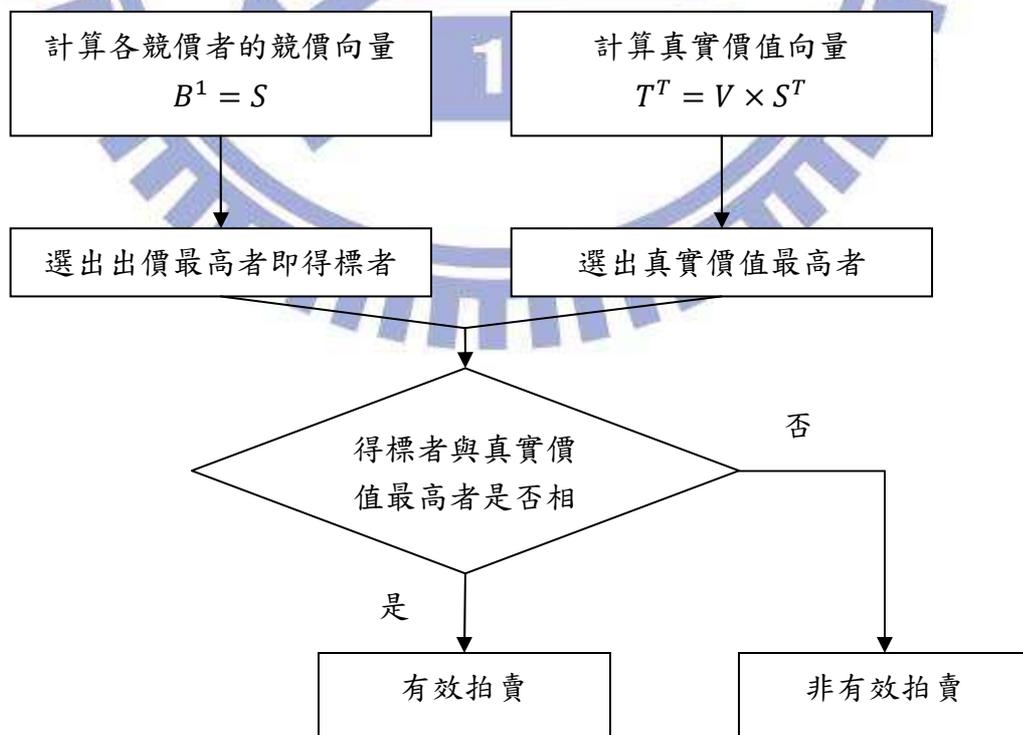 計算各競價者的競價向量
B¹ = S
計算真實價值向量
Tᵀ = V × Sᵀ
1
選出出價最高者即得標者
選出真實價值最高者
得標者與真實價
值最高者是否相
否
是
有效拍賣
非有效拍賣